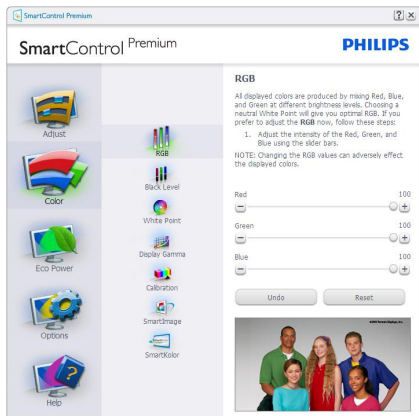 SmartControl Premium
SmartControl Premium
PHILIPS
Adjust
Color
Eco Power
Options
Help
RGB
Black Level
White Point
Display Gamma
Calibration
SmartImage
SmartKolor
RGB
All displayed colors are produced by mixing Red, Blue,
and Green at different brightness levels. Choosing a
neutral White Point will give you optimal RGB. If you
prefer to adjust the RGB now, follow these steps:
1. Adjust the intensity of the Red, Green, and
Blue using the slider bars.
NOTE: Changing the RGB values can adversely effect
the displayed colors.
Red 100
Green 100
Blue 100
Undo Reset